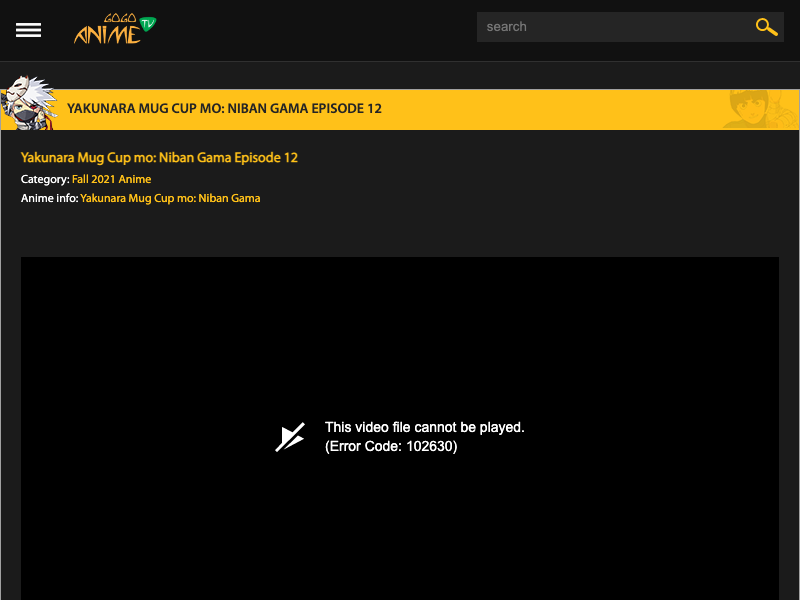 GOGO
ANIME TV
search
YAKUNARA MUG CUP MO: NIBAN GAMA EPISODE 12
Yakunara Mug Cup mo: Niban Gama Episode 12
Category: Fall 2021 Anime
Anime info: Yakunara Mug Cup mo: Niban Gama
This video file cannot be played.
(Error Code: 102630)